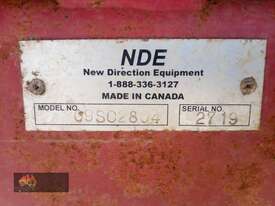 NDE
New Direction Equipment
1-888-336-3127
MADE IN CANADA
MODEL NO. SERIAL NO.
09SC2804 2719